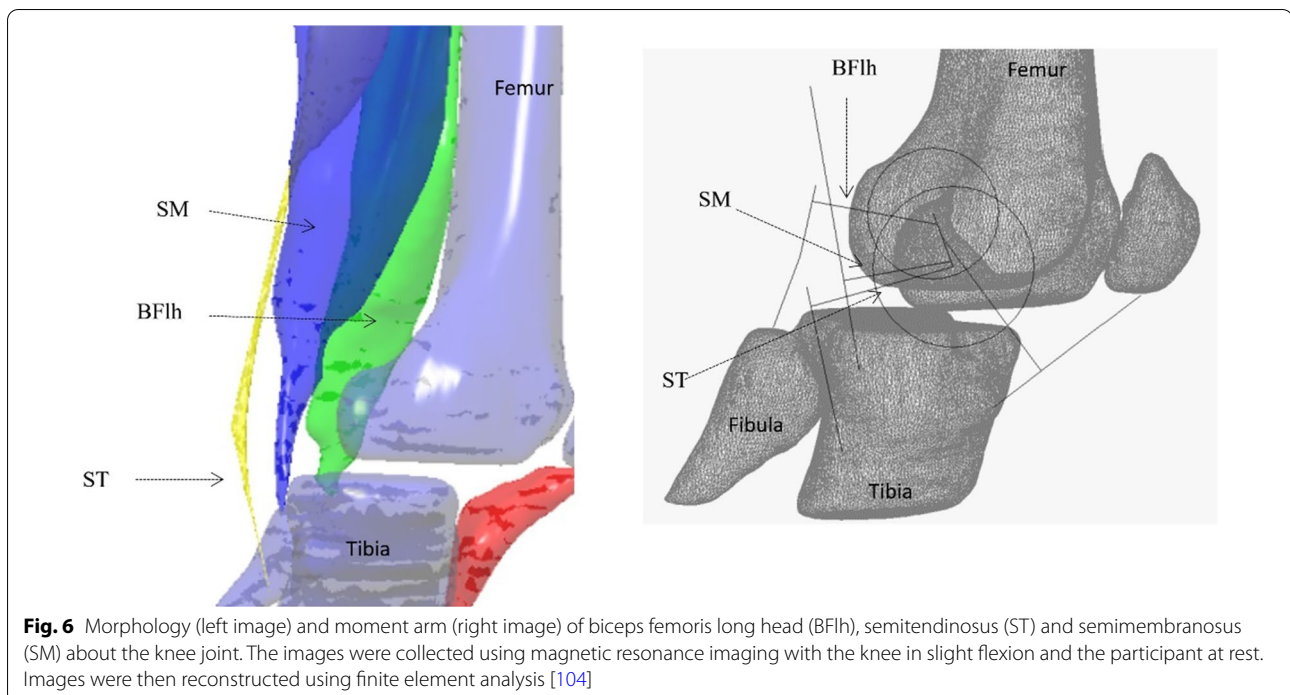 Femur
SM
BFlh
ST
Tibia
BFlh
Femur
SM
ST
Fibula
Tibia
Fig. 6 Morphology (left image) and moment arm (right image) of biceps femoris long head (BFlh), semitendinosus (ST) and semimembranosus
(SM) about the knee joint. The images were collected using magnetic resonance imaging with the knee in slight flexion and the participant at rest.
Images were then reconstructed using finite element analysis [104]